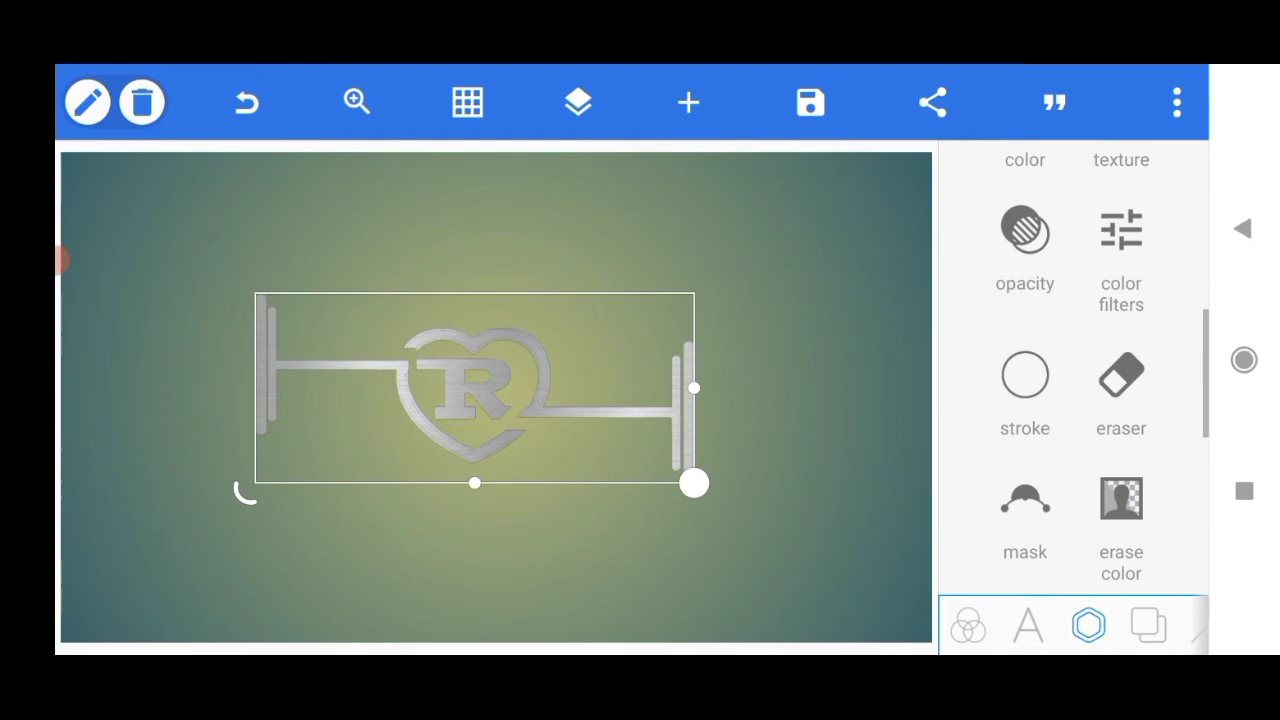 color texture
opacity color
filters
stroke eraser
mask erase
color
R